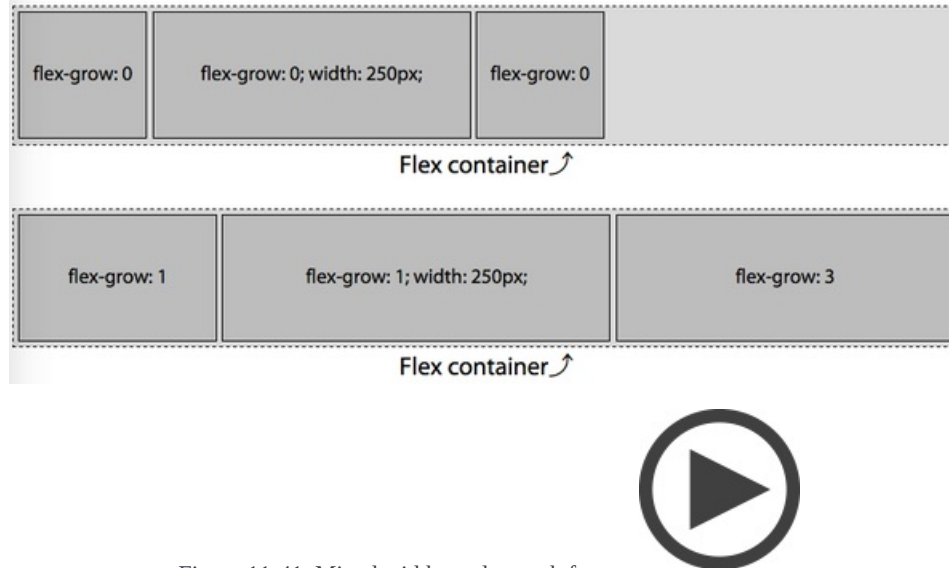 flex-grow: 0 flex-grow: 0; width: 250px; flex-grow: 0
Flex container
flex-grow: 1 flex-grow: 1; width: 250px; flex-grow: 3
Flex container